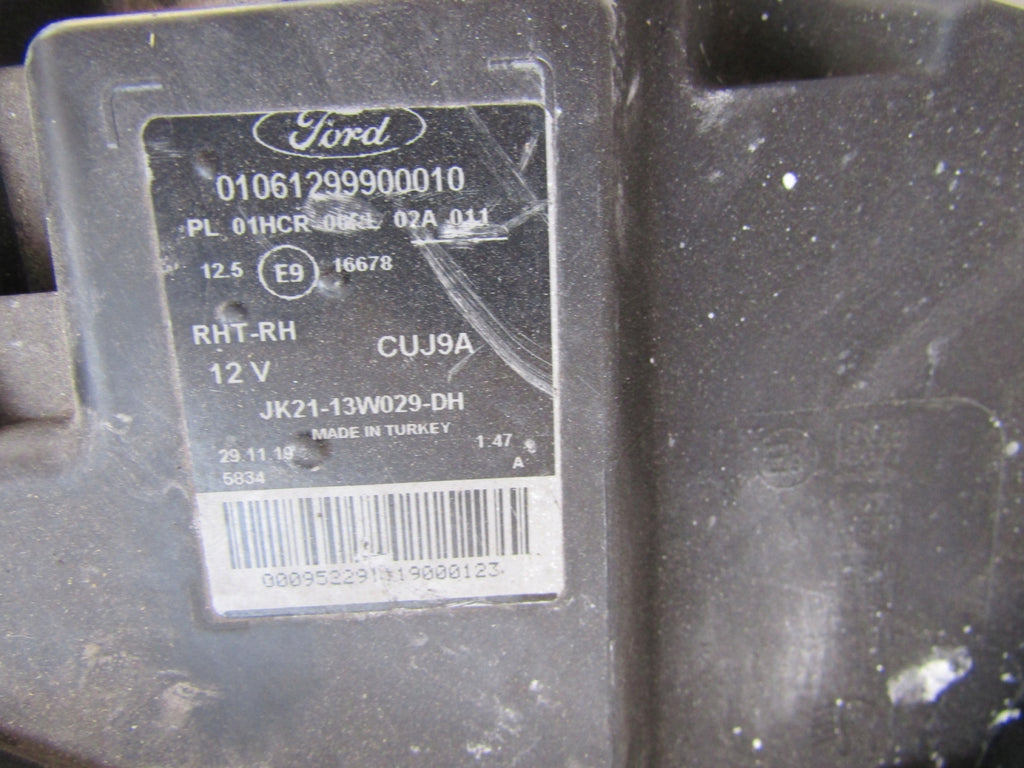 Ford
01061299900010
PL 01HCR 02A 011
12.5 E9 16678
RHT-RH
CUJ9A
12 V
JK21-13W029-DH
MADE IN TURKEY
29.11.19 1.47
5834 A